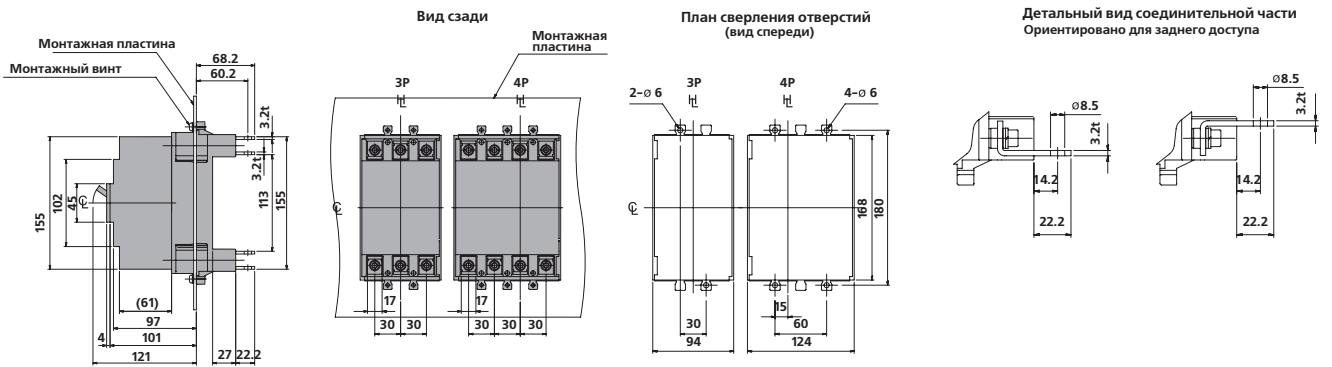 Вид сзади
План сверления отверстий
(вид спереди)
Детальный вид соединительной части
Ориентировано для заднего доступа
Монтажная пластина
Монтажный винт
68.2
60.2
3.2t
3.2t
155
102
45
℄
113
155
(61)
97
4
101
121
27
22.2
Монтажная
пластина
3P
4P
℄
℄
℄
17
17
30
30
30
30
30
2–ø 6
3P
4P
4–ø 6
℄
℄
℄
168
180
30
15
60
94
124
ø8.5
3.2t
14.2
22.2
ø8.5
3.2t
14.2
22.2